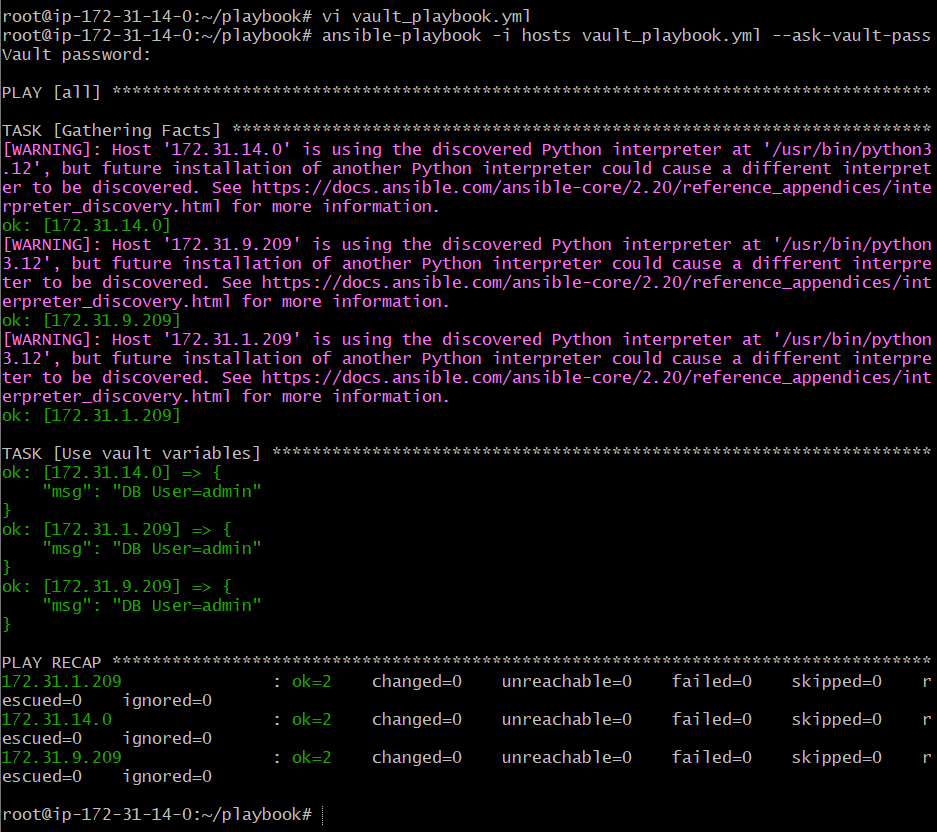 root@ip-172-31-14-0:~/playbook# vi vault_playbook.yml
root@ip-172-31-14-0:~/playbook# ansible-playbook -i hosts vault_playbook.yml --ask-vault-pass
Vault password:
PLAY [all] **********************************************************************************
TASK [Gathering Facts] **********************************************************************
[WARNING]: Host '172.31.14.0' is using the discovered Python interpreter at '/usr/bin/python3
.12', but future installation of another Python interpreter could cause a different interpret
er to be discovered. See https://docs.ansible.com/ansible-core/2.20/reference_appendices/inte
rpreter_discovery.html for more information.
ok: [172.31.14.0]
[WARNING]: Host '172.31.9.209' is using the discovered Python interpreter at '/usr/bin/python
3.12', but future installation of another Python interpreter could cause a different interpre
ter to be discovered. See https://docs.ansible.com/ansible-core/2.20/reference_appendices/int
erpreter_discovery.html for more information.
ok: [172.31.9.209]
[WARNING]: Host '172.31.1.209' is using the discovered Python interpreter at '/usr/bin/python
3.12', but future installation of another Python interpreter could cause a different interpre
ter to be discovered. See https://docs.ansible.com/ansible-core/2.20/reference_appendices/int
erpreter_discovery.html for more information.
ok: [172.31.1.209]
TASK [Use vault variables] ******************************************************************
ok: [172.31.14.0] => {
    "msg": "DB User=admin"
}
ok: [172.31.1.209] => {
    "msg": "DB User=admin"
}
ok: [172.31.9.209] => {
    "msg": "DB User=admin"
}
PLAY RECAP **********************************************************************************
172.31.1.209               : ok=2    changed=0    unreachable=0    failed=0    skipped=0    r
escued=0    ignored=0
172.31.14.0                : ok=2    changed=0    unreachable=0    failed=0    skipped=0    r
escued=0    ignored=0
172.31.9.209               : ok=2    changed=0    unreachable=0    failed=0    skipped=0    r
escued=0    ignored=0
root@ip-172-31-14-0:~/playbook#